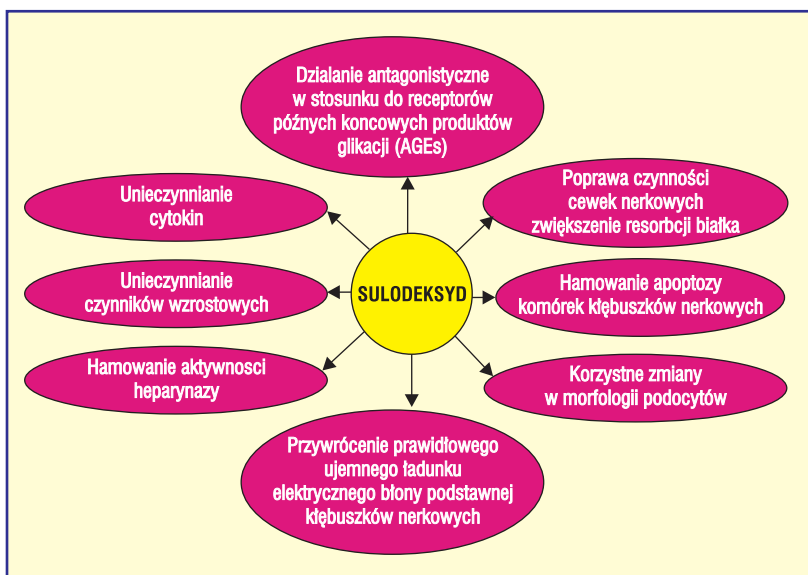 Dzialanie antagonistyczne
w stosunku do receptorów
późnych koncowych produktów
glikacji (AGEs)
Unieczynnianie
cytokin
Poprawa czynności
cewek nerkowych
zwiększenie resorbcji białka
Unieczynnianie
czynników wzrostowych
SULODEKSYD
Hamowanie apoptozy
komórek kłębuszków nerkowych
Hamowanie aktywnosci
heparynazy
Korzystne zmiany
w morfologii podocytów
Przywrócenie prawidłowego
ujemnego ładunku
elektrycznego błony podstawnej
kłębuszków nerkowych